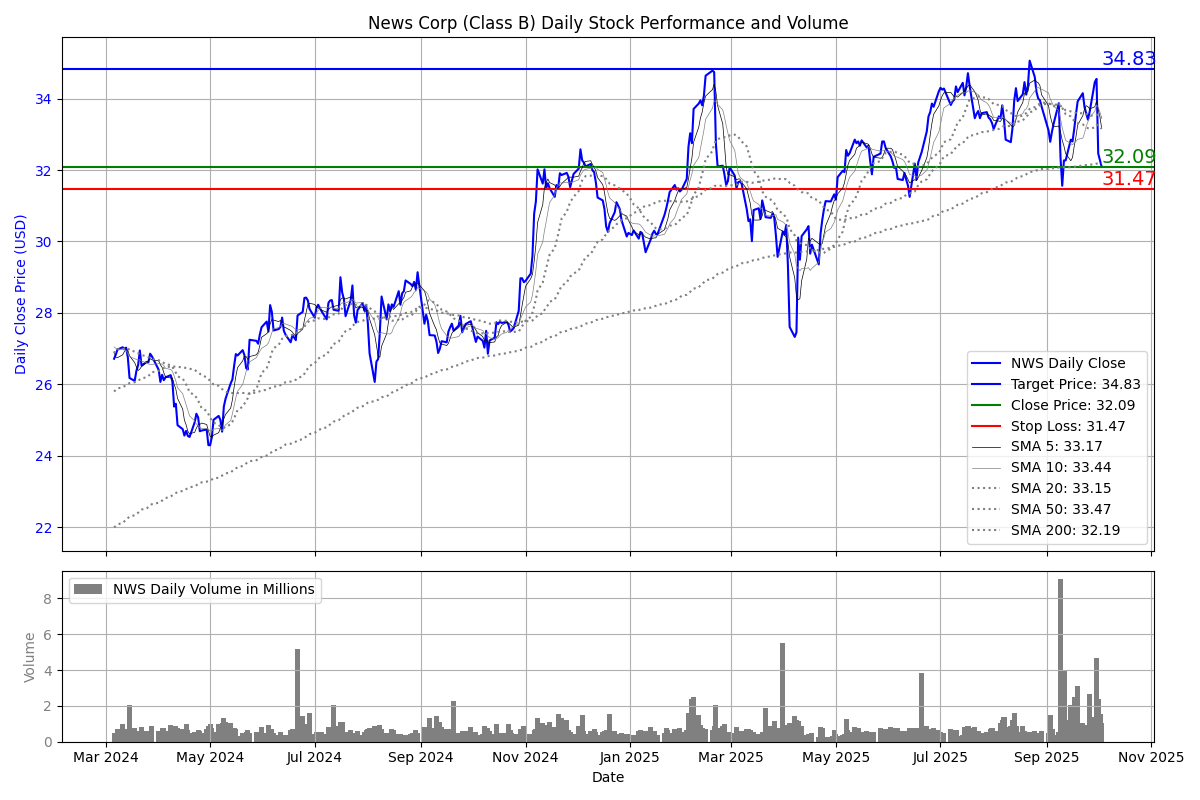 News Corp (Class B) Daily Stock Performance and Volume
Daily Close Price (USD)
34
32
30
28
26
24
22
34.83
32.09
31.47
NWS Daily Close
Target Price: 34.83
Close Price: 32.09
Stop Loss: 31.47
SMA 5: 33.17
SMA 10: 33.44
SMA 20: 33.15
SMA 50: 33.47
SMA 200: 32.19
NWS Daily Volume in Millions
Volume
8
6
4
2
0
Mar 2024 May 2024 Jul 2024 Sep 2024 Nov 2024 Jan 2025 Mar 2025 May 2025 Jul 2025 Sep 2025 Nov 2025
Date